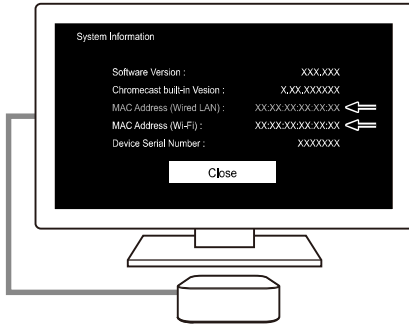 System Information
Software Version : XXX.XXX
Chromecast built-in Vesion : X.XX.XXXXXX
MAC Address (Wired LAN) : XX:XX:XX:XX:XX:XX
MAC Address (Wi-Fi) : XX:XX:XX:XX:XX:XX
Device Serial Number : XXXXXXX
Close